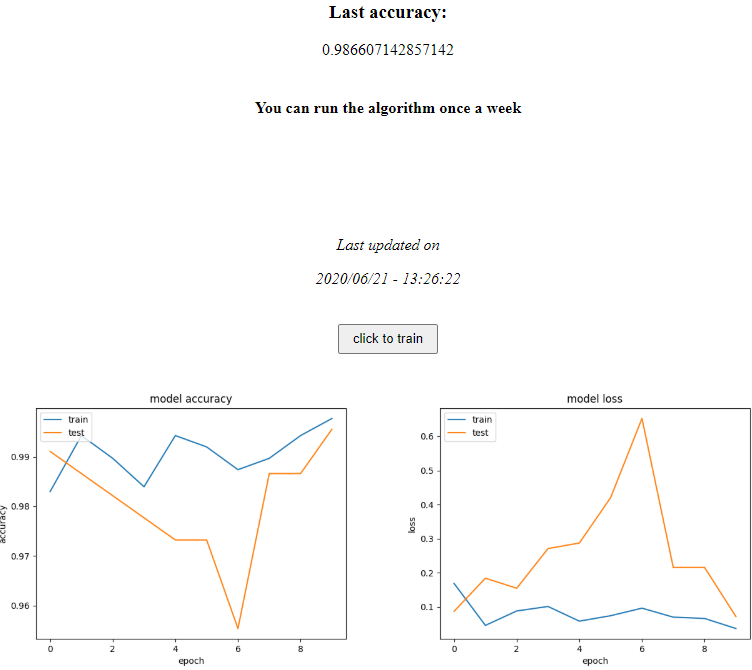 Last accuracy:
0.986607142857142
You can run the algorithm once a week
Last updated on
2020/06/21 - 13:26:22
click to train
model accuracy
train
test
0.99
0.98
0.97
0.96
accuracy
0 2 4 6 8
epoch
model loss
train
test
0.6
0.5
0.4
0.3
0.2
0.1
loss
0 2 4 6 8
epoch